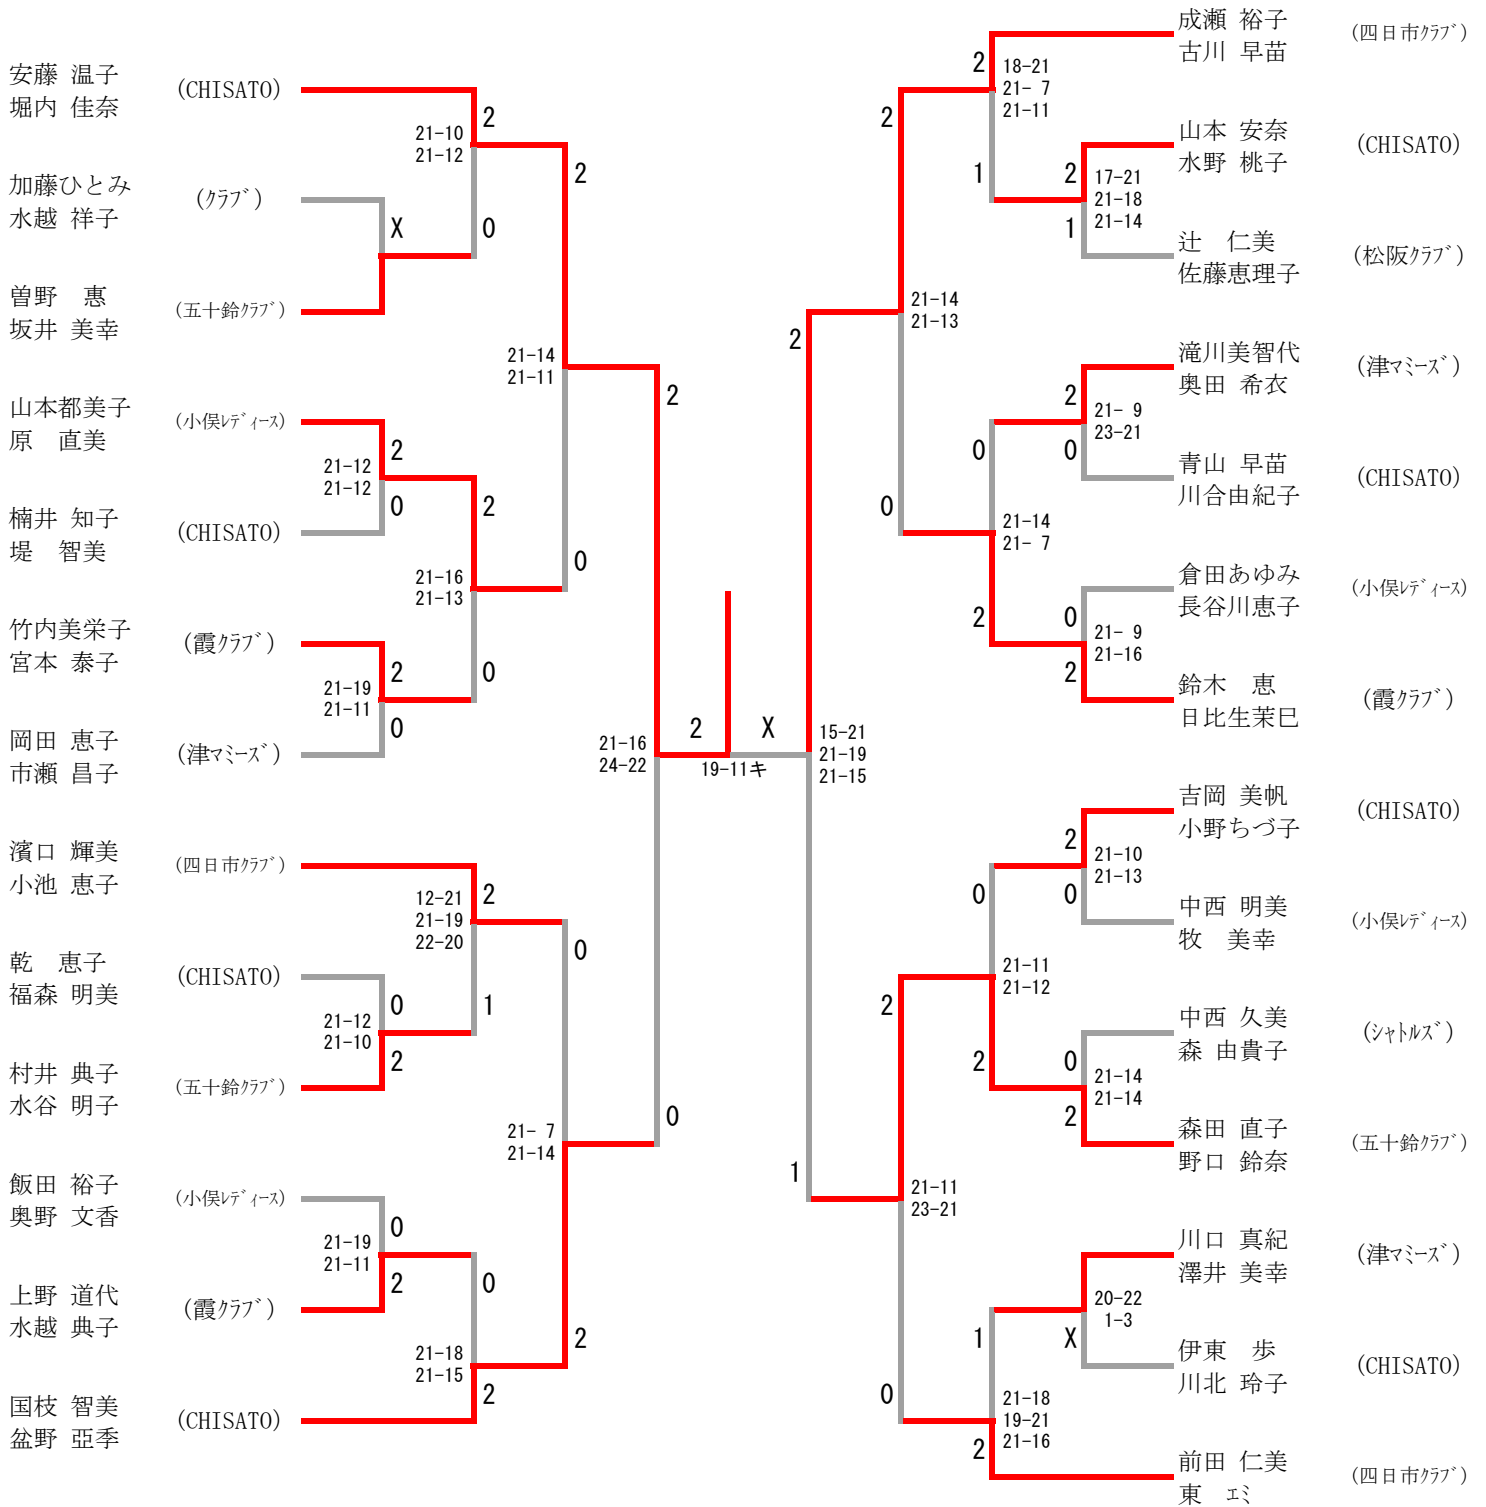 安藤 温子
堀内 佳奈
(CHISATO)
2
21-10
21-12
加藤ひとみ
水越 祥子
(ｸﾗﾌﾞ)
X
0
2
曽野　惠
坂井 美幸
(五十鈴ｸﾗﾌﾞ)
21-14
21-11
2
山本都美子
原　直美
(小俣ﾚﾃﾞｨｰｽ)
2
21-12
21-12
0
2
楠井 知子
堤　智美
(CHISATO)
21-16
21-13
0
竹内美栄子
宮本 泰子
(霞ｸﾗﾌﾞ)
2
21-19
21-11
0
0
岡田 恵子
市瀬 昌子
(津ﾏﾐｰｽﾞ)
21-16
24-22
2
X
19-11キ
濱口 輝美
小池 恵子
(四日市ｸﾗﾌﾞ)
2
12-21
21-19
22-20
0
乾　恵子
福森 明美
(CHISATO)
0
1
21-12
21-10
2
村井 典子
水谷 明子
(五十鈴ｸﾗﾌﾞ)
21- 7
21-14
0
飯田 裕子
奥野 文香
(小俣ﾚﾃﾞｨｰｽ)
0
21-19
21-11
2
0
上野 道代
水越 典子
(霞ｸﾗﾌﾞ)
2
21-18
21-15
2
国枝 智美
盆野 亞季
(CHISATO)
成瀬 裕子
古川 早苗
(四日市ｸﾗﾌﾞ)
2
18-21
21- 7
21-11
2
山本 安奈
水野 桃子
(CHISATO)
1
2
17-21
21-18
21-14
1
辻　仁美
佐藤恵理子
(松阪ｸﾗﾌﾞ)
21-14
21-13
2
滝川美智代
奥田 希衣
(津ﾏﾐｰｽﾞ)
2
21- 9
23-21
0
0
青山 早苗
川合由紀子
(CHISATO)
0
21-14
21- 7
倉田あゆみ
長谷川恵子
(小俣ﾚﾃﾞｨｰｽ)
2
0
21- 9
21-16
2
鈴木　恵
日比生茉巳
(霞ｸﾗﾌﾞ)
15-21
21-19
21-15
吉岡 美帆
小野ちづ子
(CHISATO)
2
21-10
21-13
0
0
中西 明美
牧　美幸
(小俣ﾚﾃﾞｨｰｽ)
21-11
21-12
2
中西 久美
森 由貴子
(ｼｬﾄﾙｽﾞ)
2
0
21-14
21-14
2
森田 直子
野口 鈴奈
(五十鈴ｸﾗﾌﾞ)
1
21-11
23-21
川口 真紀
澤井 美幸
(津ﾏﾐｰｽﾞ)
20-22
1-3
1
X
伊東　歩
川北 玲子
(CHISATO)
0
21-18
19-21
21-16
2
前田 仁美
東　ｴﾐ
(四日市ｸﾗﾌﾞ)